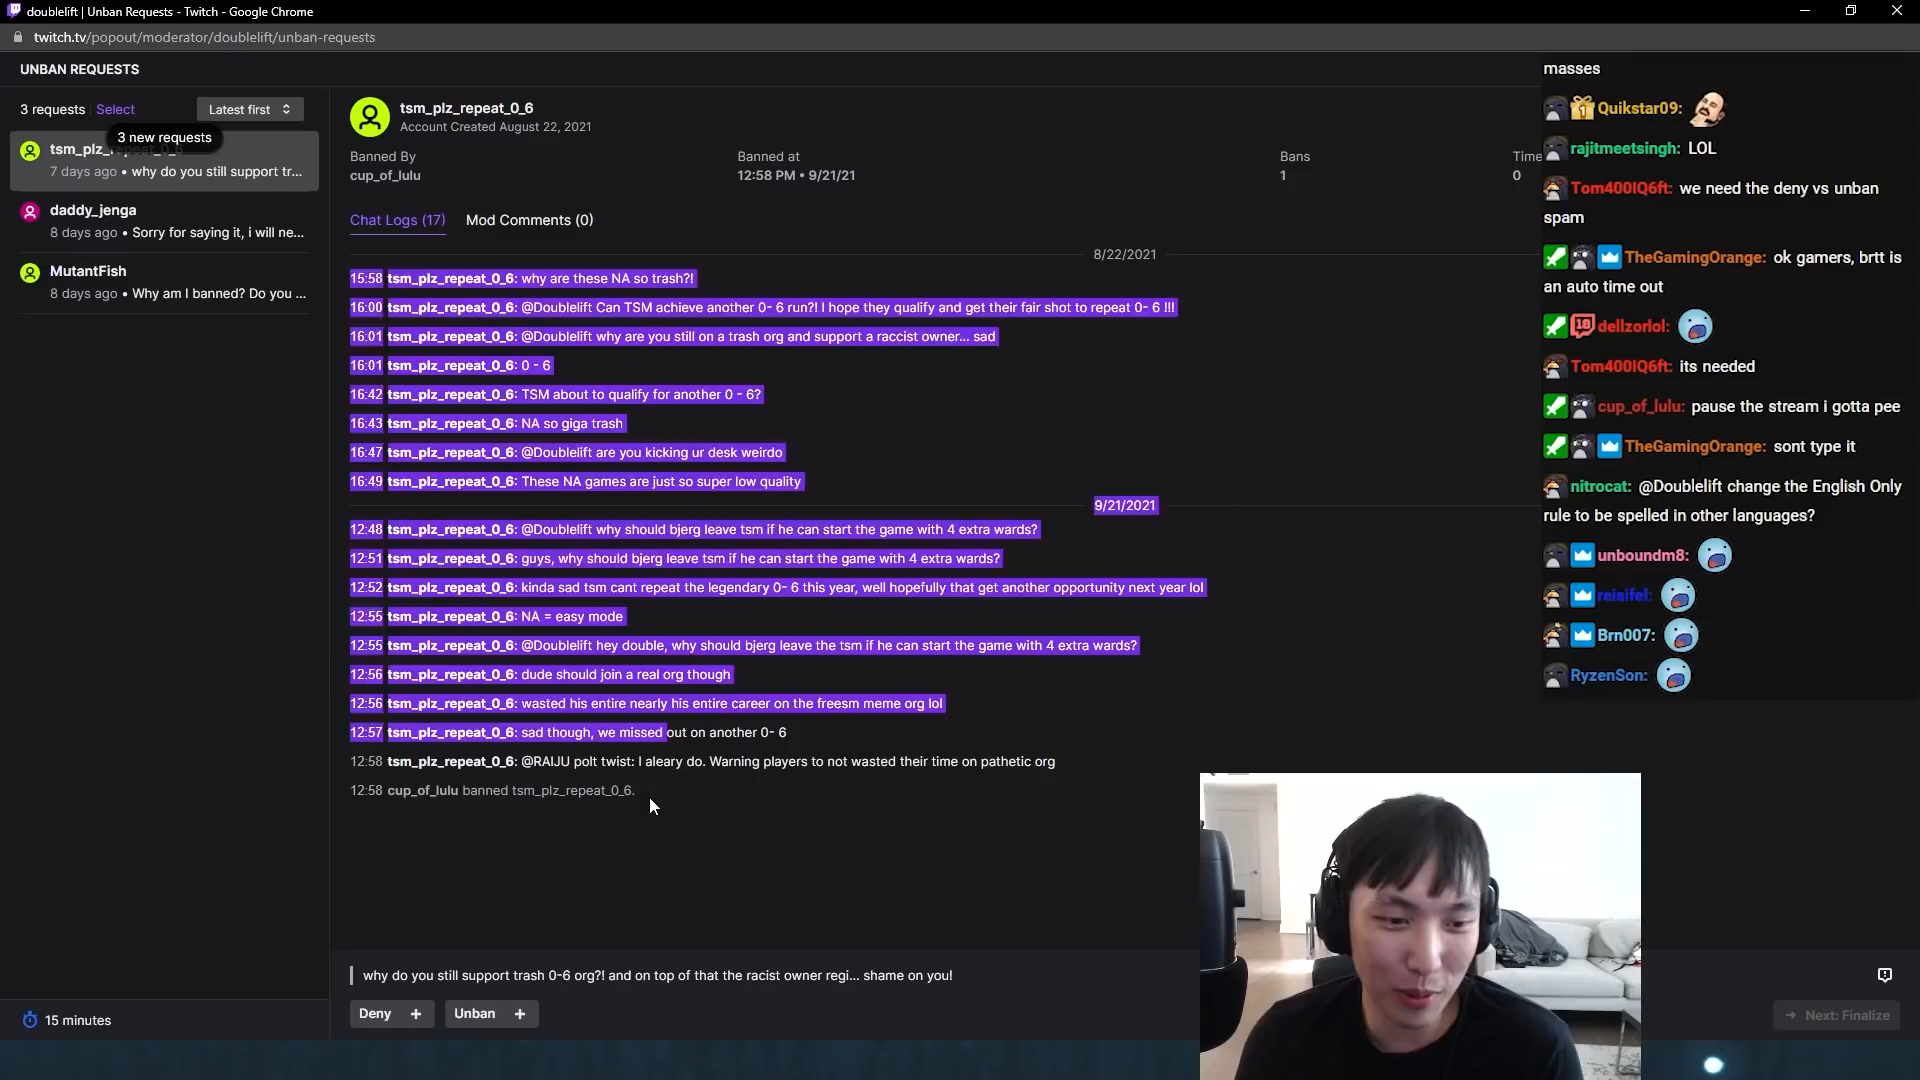 doublelift | Unban Requests - Twitch - Google Chrome
twitch.tv/popout/moderator/doublelift/unban-requests
UNBAN REQUESTS
3 requests Select Latest first
3 new requests
7 days ago • why do you still support tr...
daddy_jenga
8 days ago • Sorry for saying it, i will ne...
MutantFish
8 days ago • Why am I banned? Do you ...
15 minutes
tsm_plz_repeat_0_6
Account Created August 22, 2021
Banned By
cup_of_lulu
Banned at
12:58 PM • 9/21/21
Bans
1
Time
0
Chat Logs (17) Mod Comments (0)
8/22/2021
15:58 tsm_plz_repeat_0_6: why are these NA so trash?!
16:00 tsm_plz_repeat_0_6: @Doublelift Can TSM achieve another 0- 6 run?! I hope they qualify and get their fair shot to repeat 0- 6 !!!
16:01 tsm_plz_repeat_0_6: @Doublelift why are you still on a trash org and support a raccist owner... sad
16:01 tsm_plz_repeat_0_6: 0 - 6
16:42 tsm_plz_repeat_0_6: TSM about to qualify for another 0 - 6?
16:43 tsm_plz_repeat_0_6: NA so giga trash
16:47 tsm_plz_repeat_0_6: @Doublelift are you kicking ur desk weirdo
16:49 tsm_plz_repeat_0_6: These NA games are just so super low quality
9/21/2021
12:48 tsm_plz_repeat_0_6: @Doublelift why should bjerg leave tsm if he can start the game with 4 extra wards?
12:51 tsm_plz_repeat_0_6: guys, why should bjerg leave tsm if he can start the game with 4 extra wards?
12:52 tsm_plz_repeat_0_6: kinda sad tsm cant repeat the legendary 0- 6 this year, well hopefully that get another opportunity next year lol
12:55 tsm_plz_repeat_0_6: NA = easy mode
12:55 tsm_plz_repeat_0_6: @Doublelift hey double, why should bjerg leave the tsm if he can start the game with 4 extra wards?
12:56 tsm_plz_repeat_0_6: dude should join a real org though
12:56 tsm_plz_repeat_0_6: wasted his entire nearly his entire career on the freesm meme org lol
12:57 tsm_plz_repeat_0_6: sad though, we missed out on another 0- 6
12:58 tsm_plz_repeat_0_6: @RAIJU polt twist: I aleary do. Warning players to not wasted their time on pathetic org
12:58 cup_of_lulu banned tsm_plz_repeat_0_6.
why do you still support trash 0-6 org?! and on top of that the racist owner regi... shame on you!
Deny + Unban +
Next: Finalize
masses
Quikstar09:
rajitmeetsingh: LOL
Tom400IQ6ft: we need the deny vs unban
spam
TheGamingOrange: ok gamers, brtt is
an auto time out
dellzorlol:
Tom400IQ6ft: its needed
cup_of_lulu: pause the stream i gotta pee
TheGamingOrange: sont type it
nitrocat: @Doublelift change the English Only
rule to be spelled in other languages?
unboundm8:
reisifel:
Brn007:
RyzenSon: